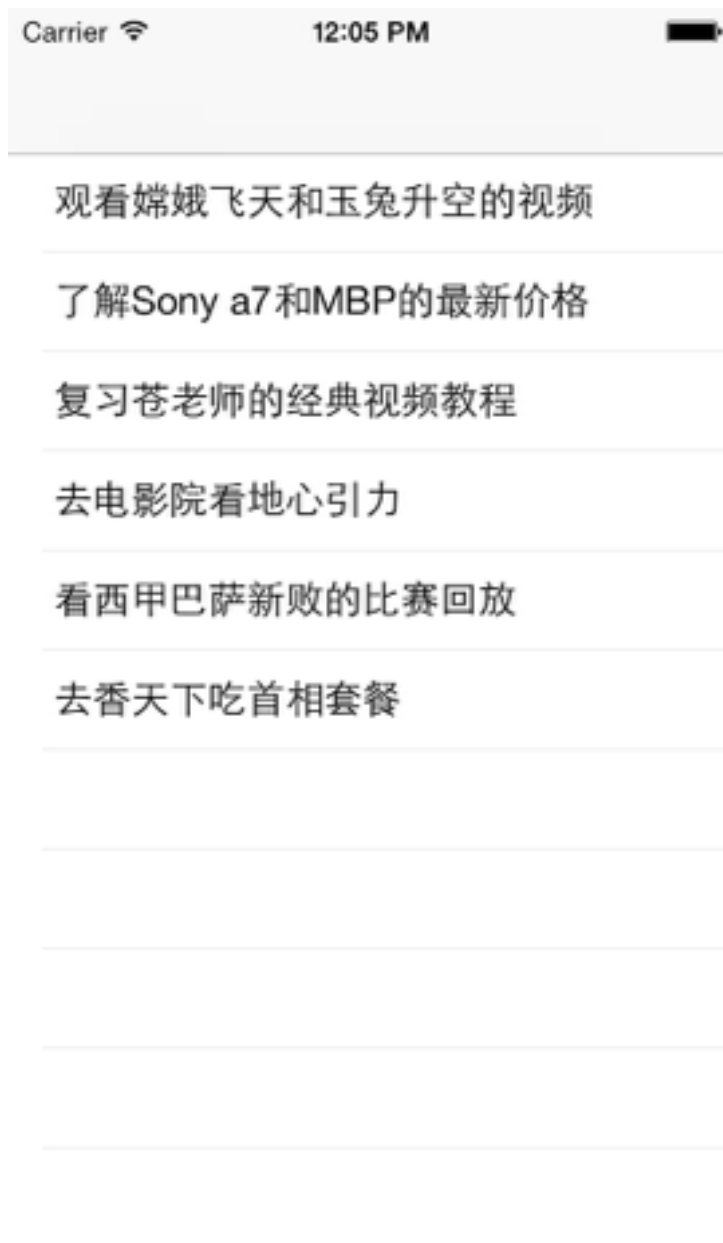 Carrier 12:05 PM
观看嫦娥飞天和玉兔升空的视频
了解Sony a7和MBP的最新价格
复习苍老师的经典视频教程
去电影院看地心引力
看西甲巴萨新败的比赛回放
去香天下吃首相套餐